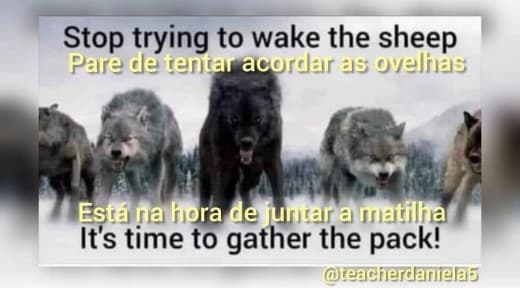 Stop trying to wake the sheep
Pare de tentar acordar as ovelhas
Está na hora de juntar a matilha
It's time to gather the pack!
@teacherdaniela5